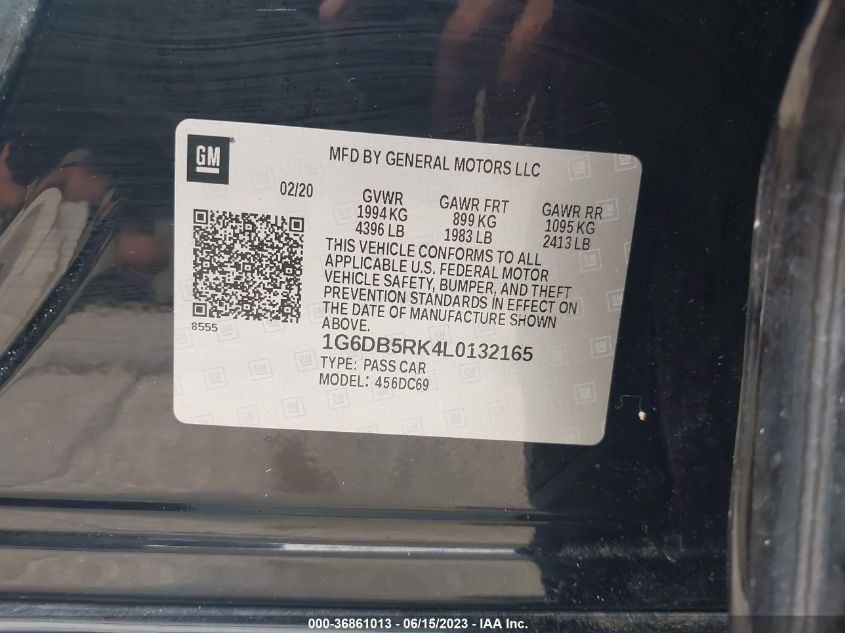 GM
MFD BY GENERAL MOTORS LLC
02/20
GVWR
1994 KG
4396 LB
GAWR FRT
899 KG
1983 LB
GAWR RR
1095 KG
2413 LB
THIS VEHICLE CONFORMS TO ALL
APPLICABLE U.S. FEDERAL MOTOR
VEHICLE SAFETY, BUMPER, AND THEFT
PREVENTION STANDARDS IN EFFECT ON
THE DATE OF MANUFACTURE SHOWN
ABOVE.
8555
1G6DB5RK4L0132165
TYPE: PASS CAR
MODEL: 456DC69
000-36861013 - 06/15/2023 - IAA Inc.